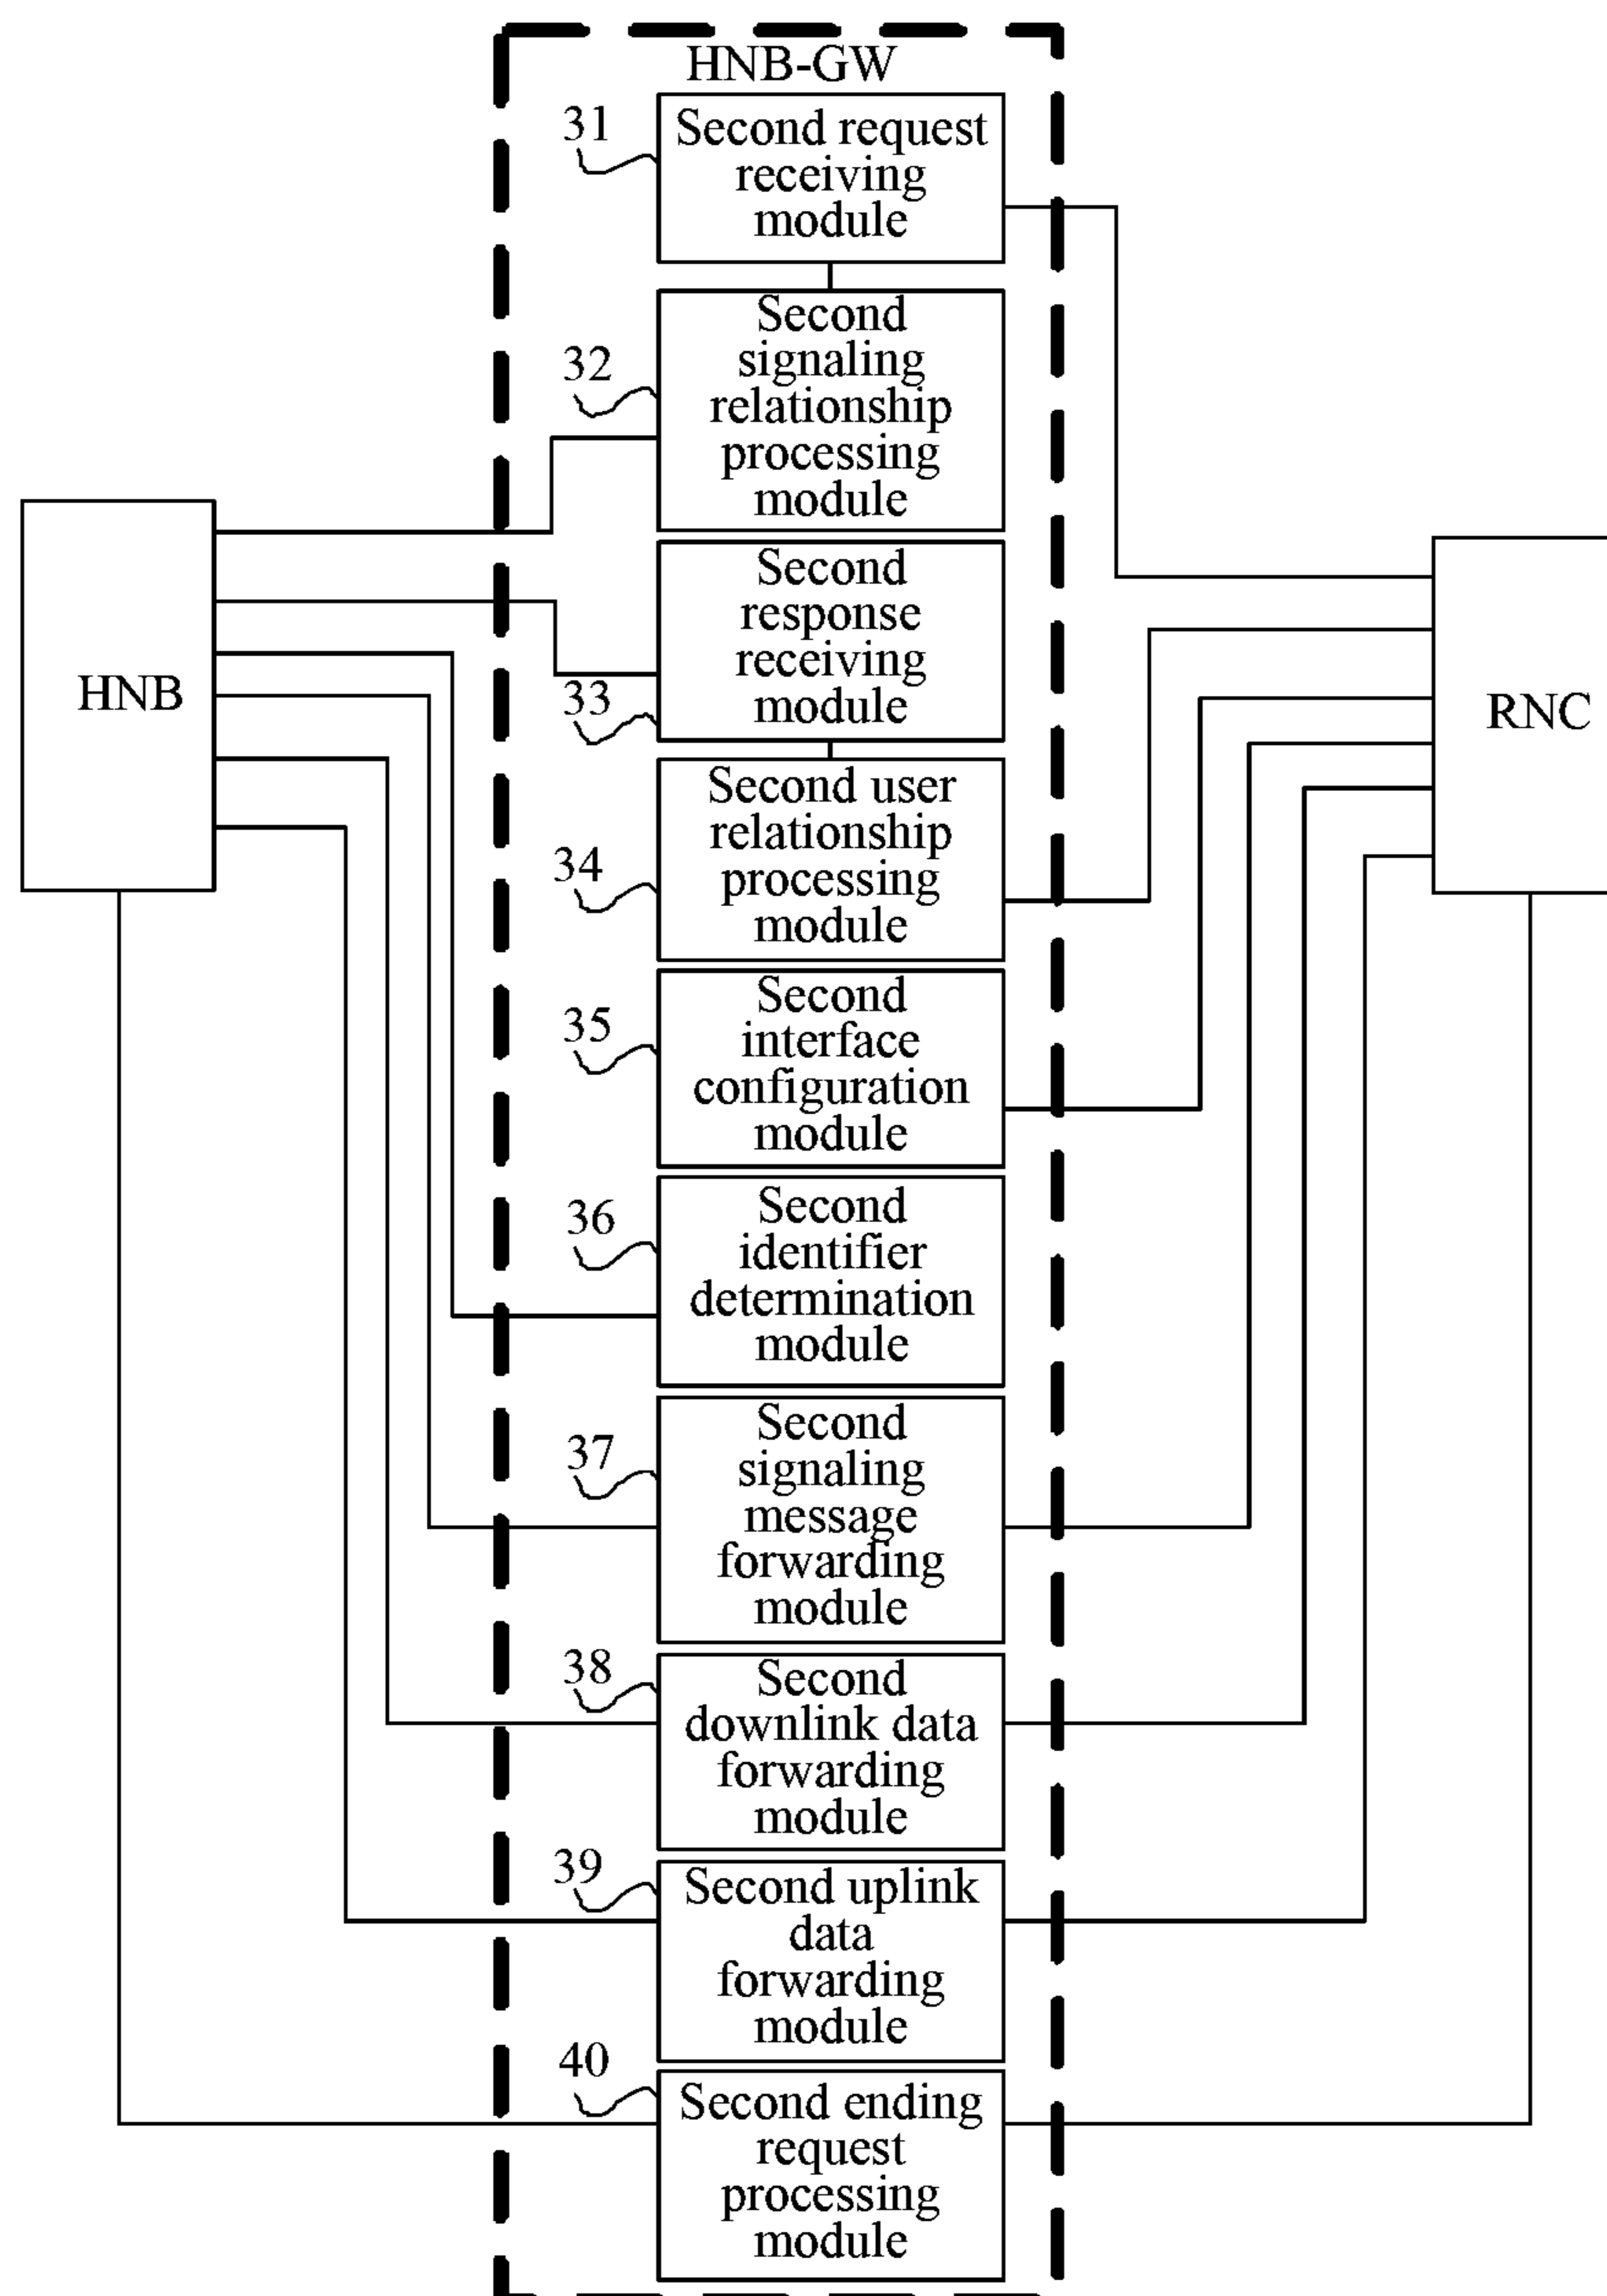 HNB-GW
31
Second request
receiving
module
32
Second
signaling
relationship
processing
module
HNB
33
Second
response
receiving
module
RNC
34
Second user
relationship
processing
module
35
Second
interface
configuration
module
36
Second
identifier
determination
module
37
Second
signaling
message
forwarding
module
38
Second
downlink data
forwarding
module
39
Second uplink
data
forwarding
module
40
Second ending
request
processing
module